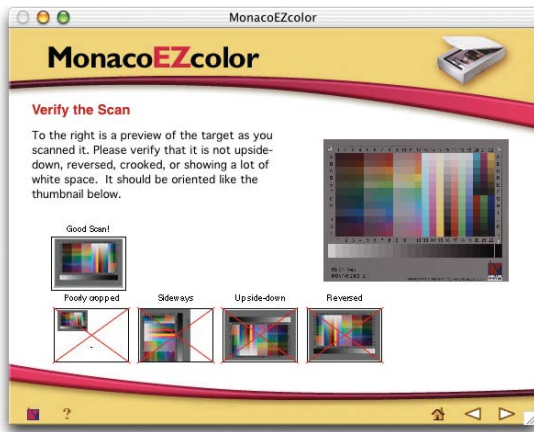 MonacoEZcolor
MonacoEZcolor
Verify the Scan
To the right is a preview of the target as you
scanned it. Please verify that it is not upside-
down, reversed, crooked, or showing a lot of
white space. It should be oriented like the
thumbnail below.
Good Scan!
Poorly cropped
Sideways
Upside-down
Reversed
?